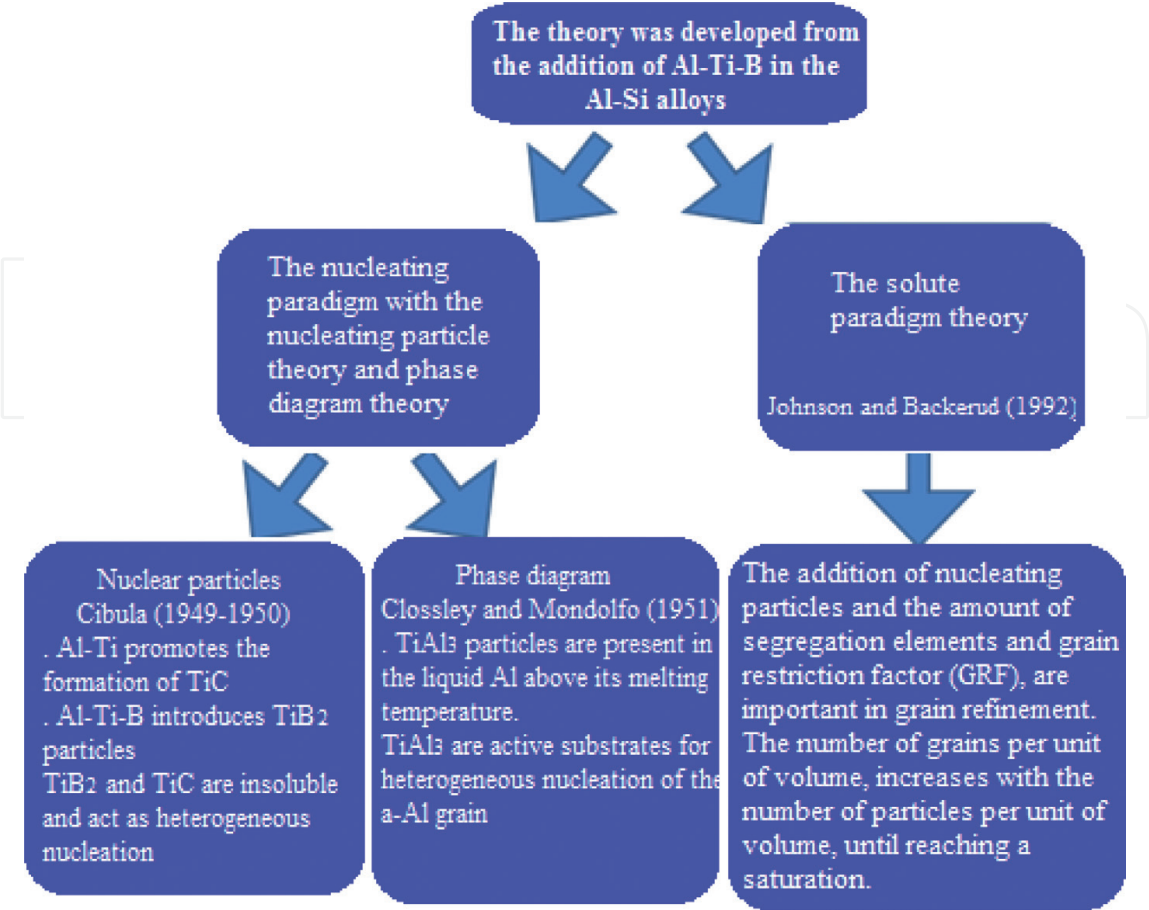 The theory was developed from
the addition of Al-Ti-B in the
Al-Si alloys
The nucleating
paradigm with the
nucleating particle
theory and phase
diagram theory
The solute
paradigm theory
Johnson and Backerud (1992)
Nuclear particles
Cibula (1949-1950)
. Al-Ti promotes the
formation of TiC
. Al-Ti-B introduces TiB2
particles
TiB2 and TiC are insoluble
and act as heterogeneous
nucleation
Phase diagram
Clossley and Mondolfo (1951)
. TiAl3 particles are present in
the liquid Al above its melting
temperature.
TiAl3 are active substrates for
heterogeneous nucleation of the
a-Al grain
The addition of nucleating
particles and the amount of
segregation elements and grain
restriction factor (GRF), are
important in grain refinement.
The number of grains per unit
of volume, increases with the
number of particles per unit of
volume, until reaching a
saturation.